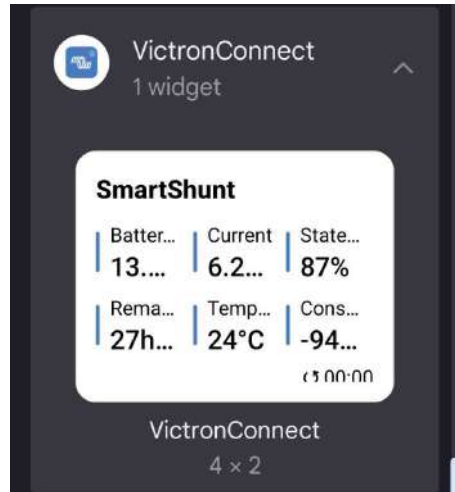 VictronConnect
1 widget
SmartShunt
Batter... Current State...
13.... 6.2... 87%
Rema... Temp... Cons...
27h... 24°C -94...
00:00
VictronConnect
4 × 2